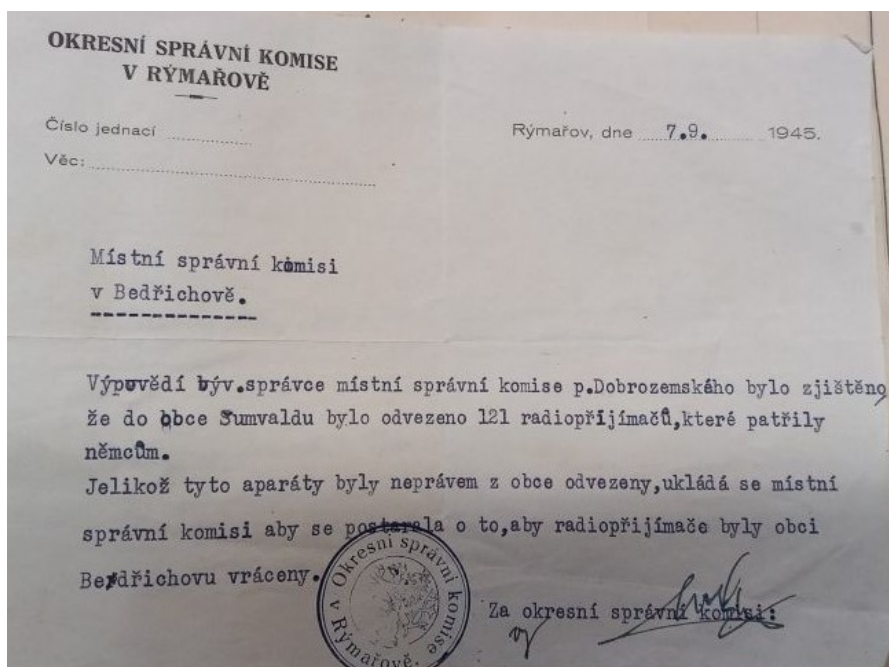 OKRESNÍ SPRÁVNÍ KOMISE
V RÝMAŘOVĚ
Číslo jednací
Věc:
Rýmařov, dne 7.9. 1945.
Místní správní komisi
v Bedřichově.
Výpovědí býv.správce místní správní komise p.Dobrozemského bylo zjištěno,
že do obce Šumvaldu bylo odvezeno 121 radiopřijímačů,které patřily
němcům.
Jelikož tyto aparáty byly neprávem z obce odvezeny,ukládá se místní
správní komisi aby se postarala o to,aby radiopřijímače byly obci
Bedřichovu vráceny.
Okresní správní komise v Rýmařově.
Za okresní správní komisi: